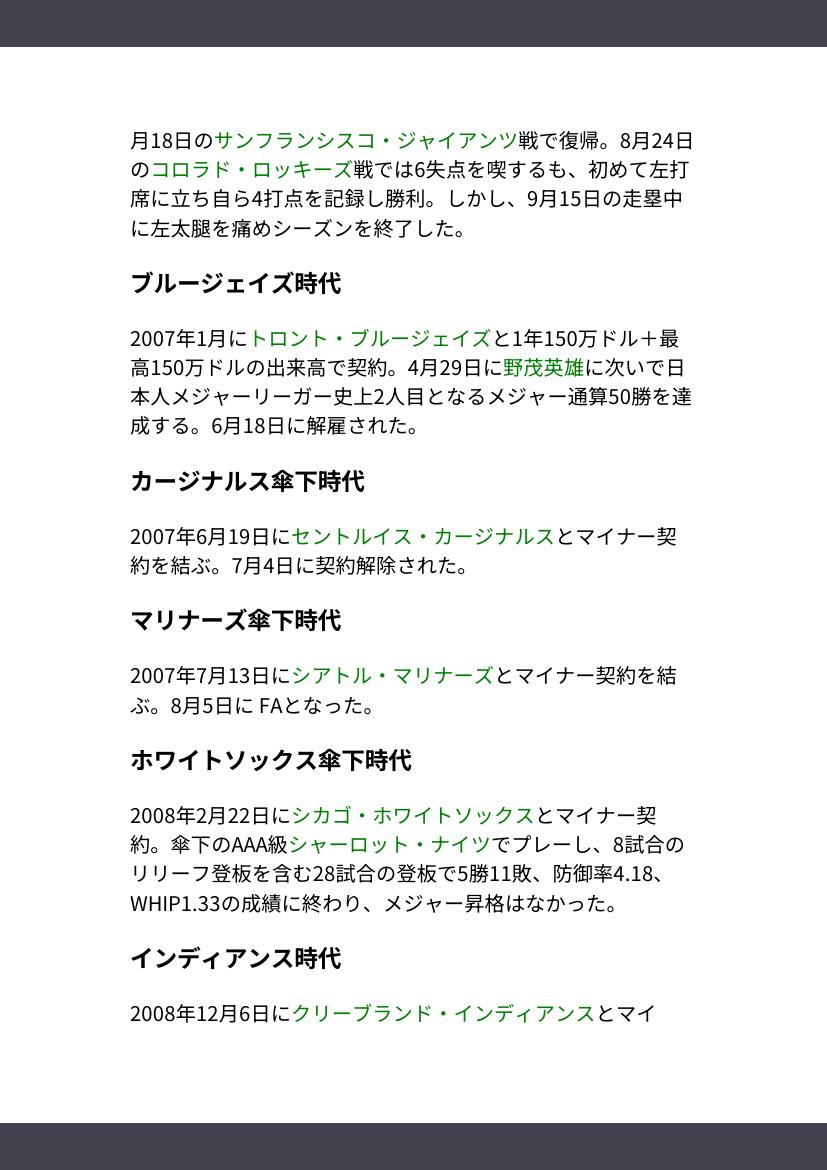 月18日のサンフランシスコ・ジャイアンツ戦で復帰。8月24日
のコロラド・ロッキーズ戦では6失点を喫するも、初めて左打
席に立ち自ら4打点を記録し勝利。しかし、9月15日の走塁中
に左太腿を痛めシーズンを終了した。
ブルージェイズ時代
2007年1月にトロント・ブルージェイズと1年150万ドル＋最
高150万ドルの出来高で契約。4月29日に野茂英雄に次いで日
本人メジャーリーガー史上2人目となるメジャー通算50勝を達
成する。6月18日に解雇された。
カージナルス傘下時代
2007年6月19日にセントルイス・カージナルスとマイナー契
約を結ぶ。7月4日に契約解除された。
マリナーズ傘下時代
2007年7月13日にシアトル・マリナーズとマイナー契約を結
ぶ。8月5日に FAとなった。
ホワイトソックス傘下時代
2008年2月22日にシカゴ・ホワイトソックスとマイナー契
約。傘下のAAA級シャーロット・ナイツでプレーし、8試合の
リリーフ登板を含む28試合の登板で5勝11敗、防御率4.18、
WHIP1.33の成績に終わり、メジャー昇格はなかった。
インディアンス時代
2008年12月6日にクリーブランド・インディアンスとマイ